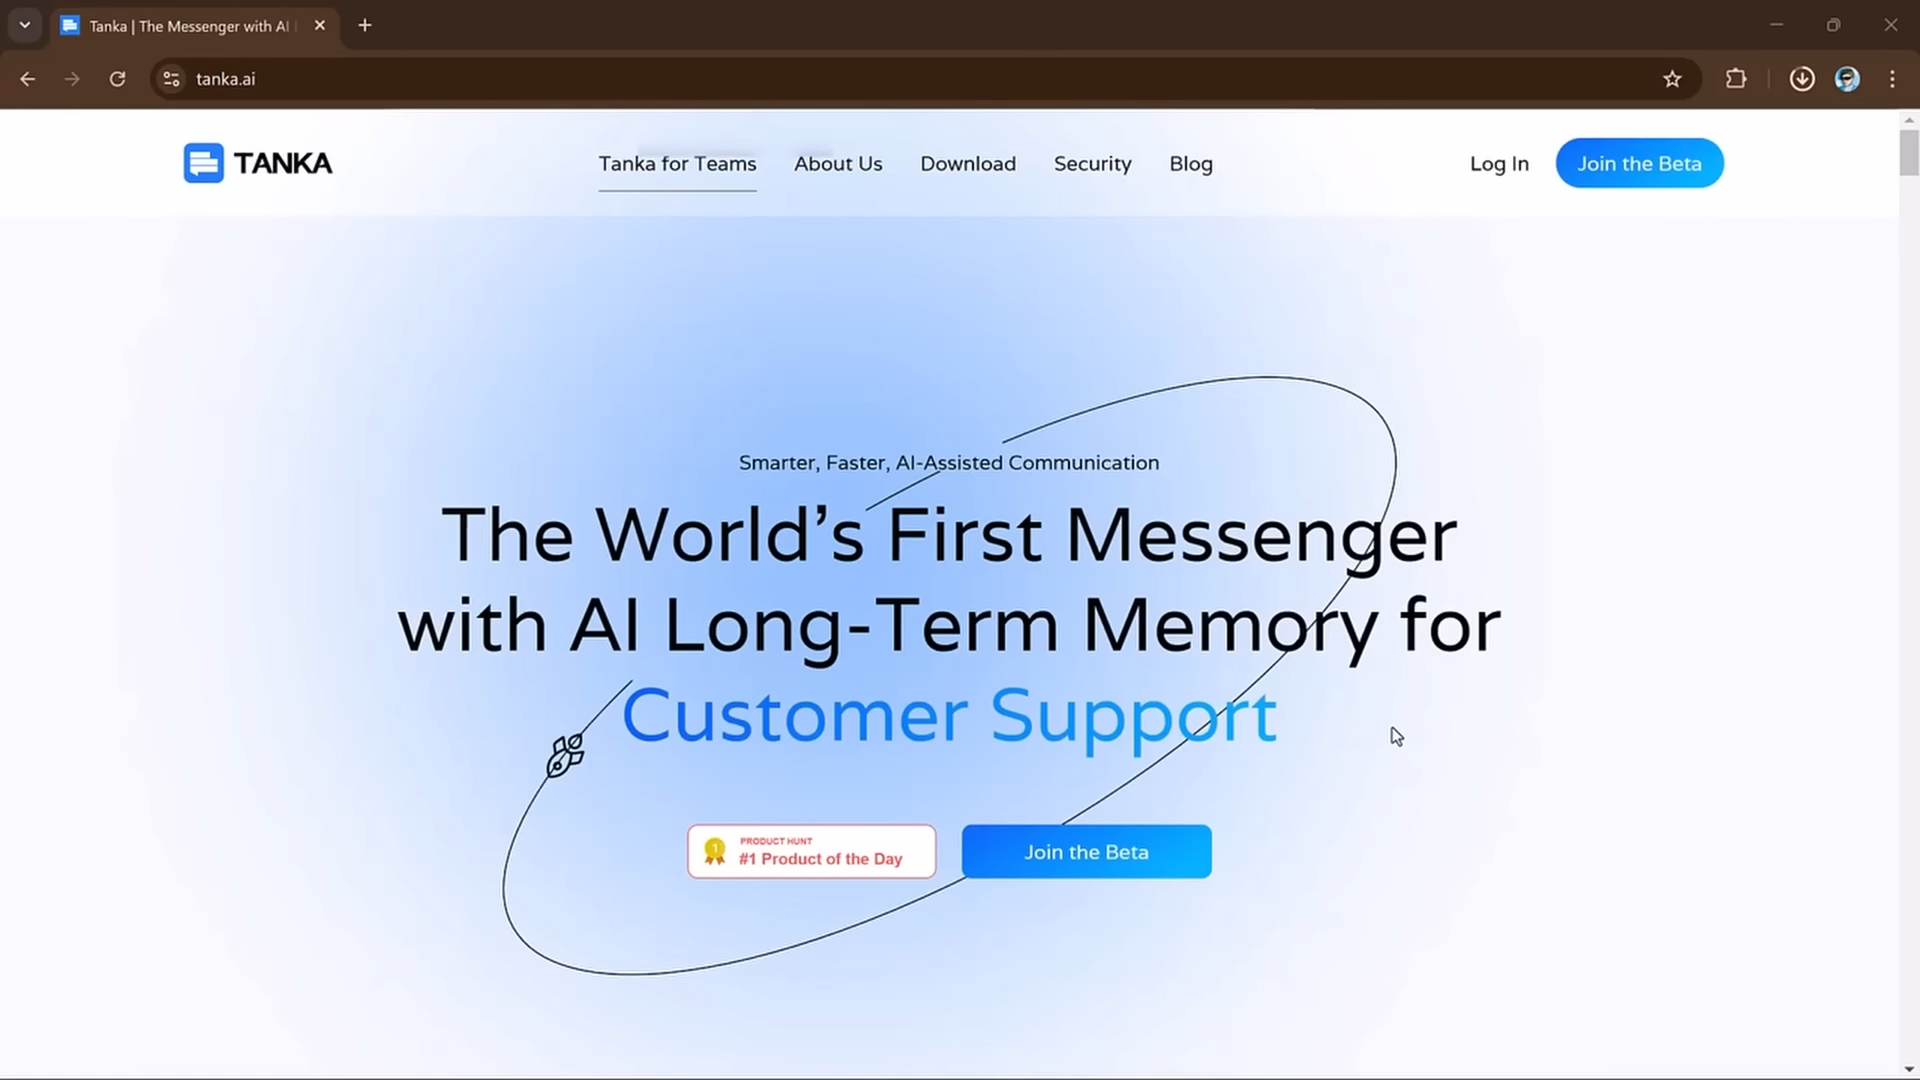 Tanka | The Messenger with AI
tanka.ai
TANKA
Tanka for Teams
About Us
Download
Security
Blog
Log In
Join the Beta
Smarter, Faster, AI-Assisted Communication
The World’s First Messenger
with AI Long-Term Memory for
Customer Support
1
PRODUCT HUNT
#1 Product of the Day
Join the Beta